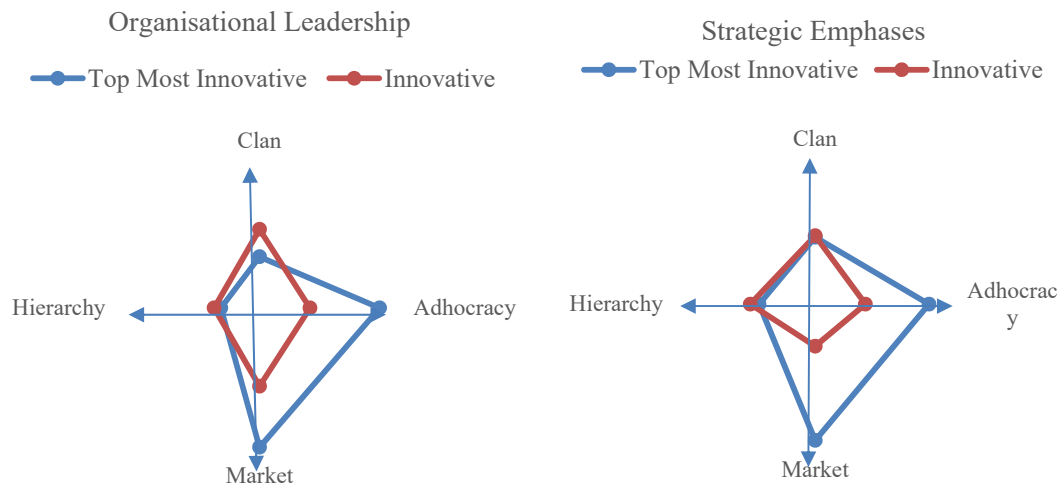 Organisational Leadership
Top Most Innovative
Innovative
Clan
Hierarchy
Adhocracy
Market
Strategic Emphases
Top Most Innovative
Innovative
Clan
Hierarchy
Adhocrac
y
Market